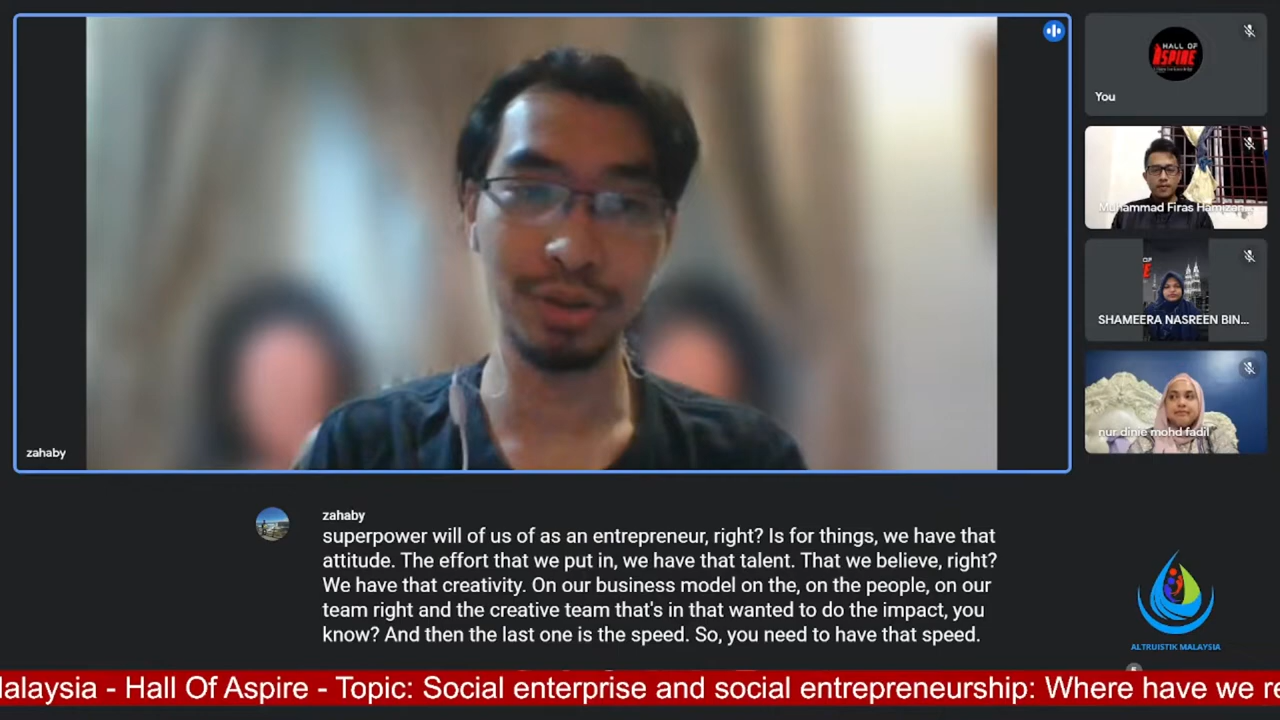 HALL OF
ASPIRE
You
Muhammad Firas Hamizan
SHAMEERA NASREEN BIN...
nur dinie mohd fadil
zahaby
zahaby
superpower will of us of as an entrepreneur, right? Is for things, we have that
attitude. The effort that we put in, we have that talent. That we believe, right?
We have that creativity. On our business model on the, on the people, on our
team right and the creative team that's in that wanted to do the impact, you
know? And then the last one is the speed. So, you need to have that speed.
ALTRUISTIK MALAYSIA
alaysia - Hall Of Aspire - Topic: Social enterprise and social entrepreneurship: Where have we re